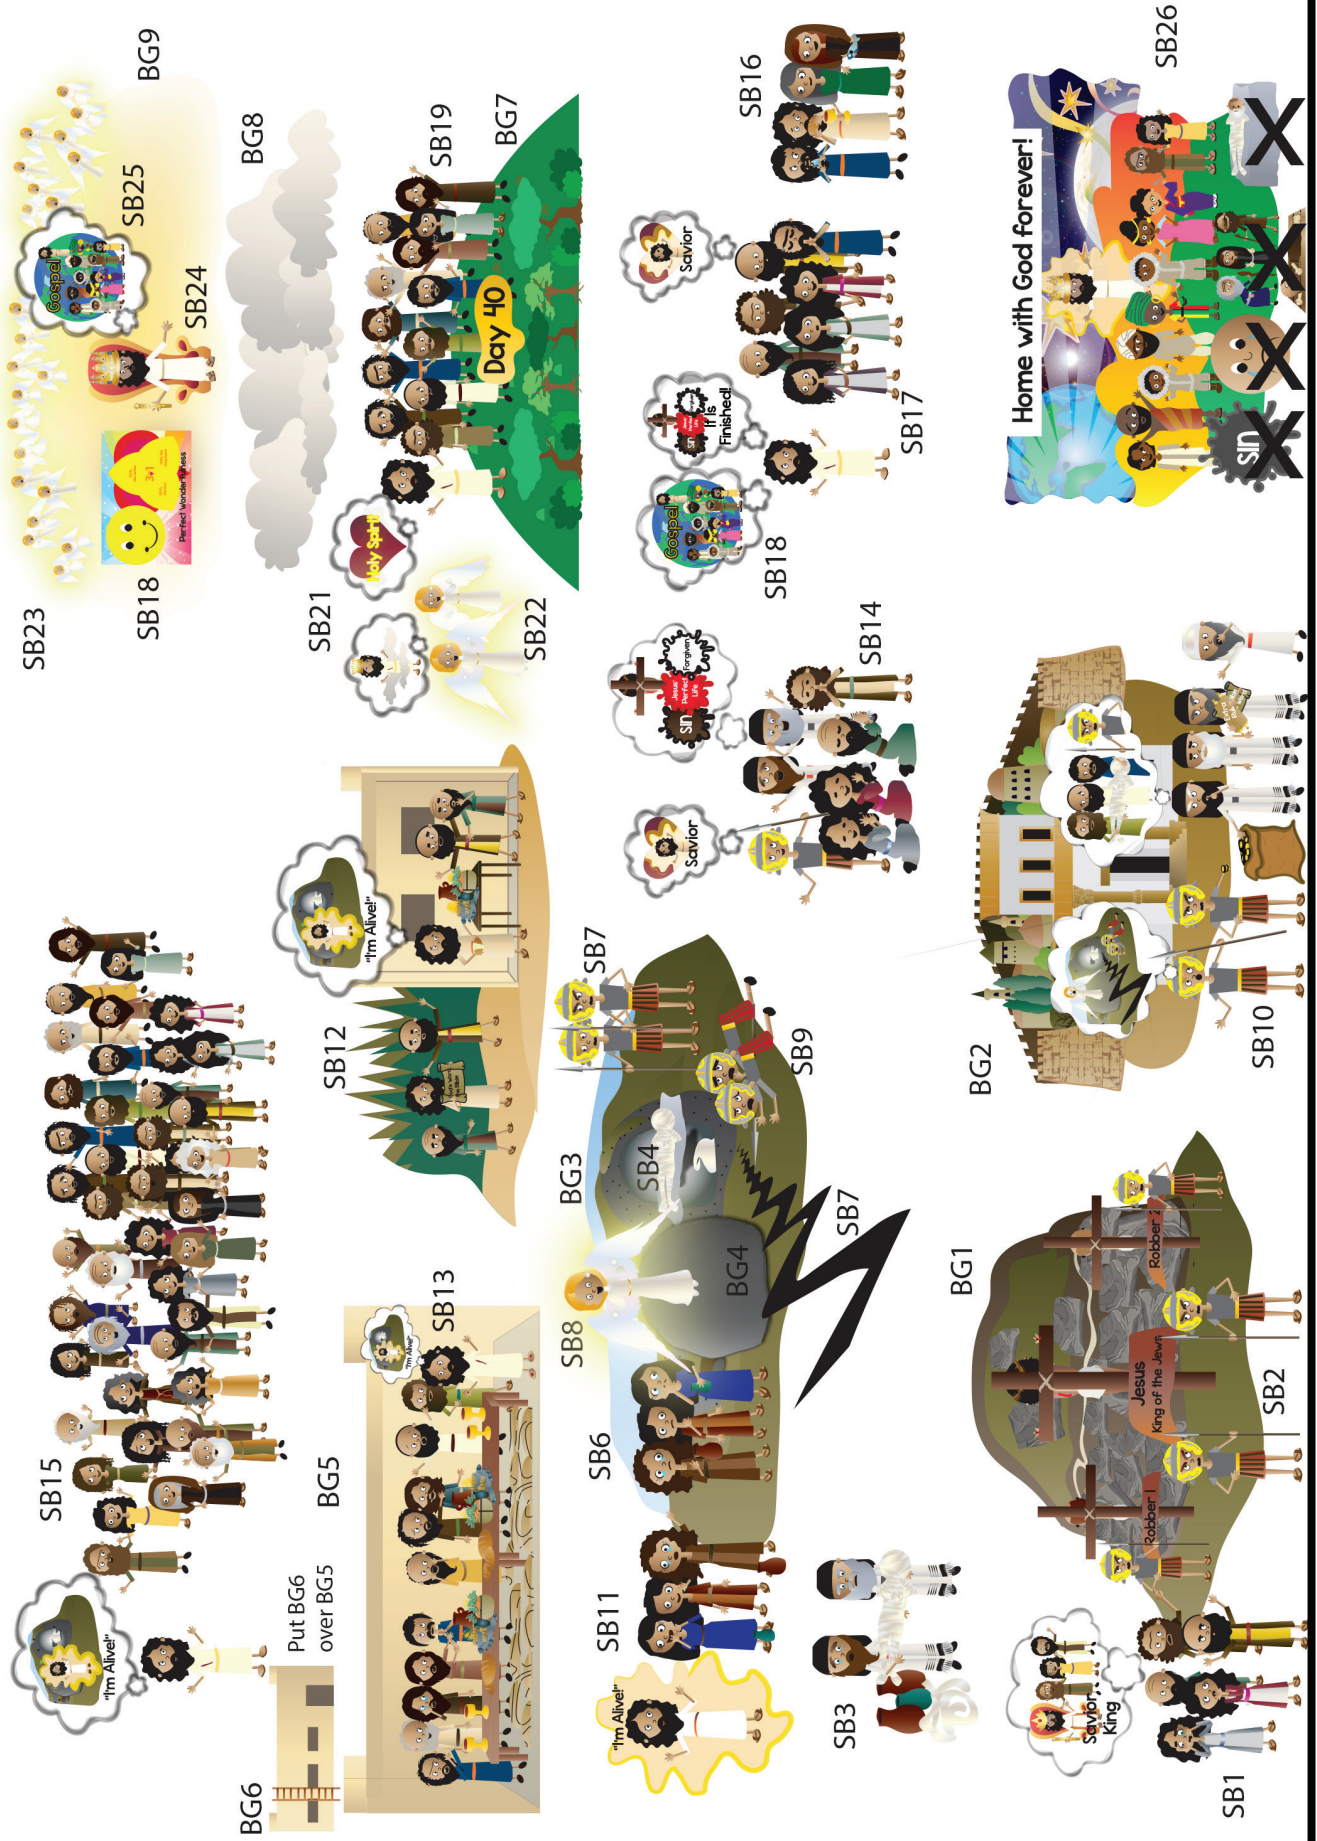 "I'm Alive!"
SB15
SB23
Gospel
SB25
SB18
Perfect Wonderfulness
SB24
BG9
BG6
Put BG6
over BG5
BG5
"I'm Alive!"
SB13
SB12
"I'm Alive!"
SB21
Holy Spirit
BG8
SB22
Day 40
SB19
BG7
"I'm Alive!"
SB11
SB6
SB8
BG3
SB7
SB4
BG4
SB9
SB7
SB3
Savior
SIN
Jesus'
Perfect
Life
Forgiven
SB14
Gospel
SB18
SIN
It Is
Finished!
SB17
Savior
SB16
Savior
King
SB1
BG1
Robber 1
Jesus
King of the Jews
Robber 2
SB2
BG2
SB10
Home with God forever!
SIN
SB26